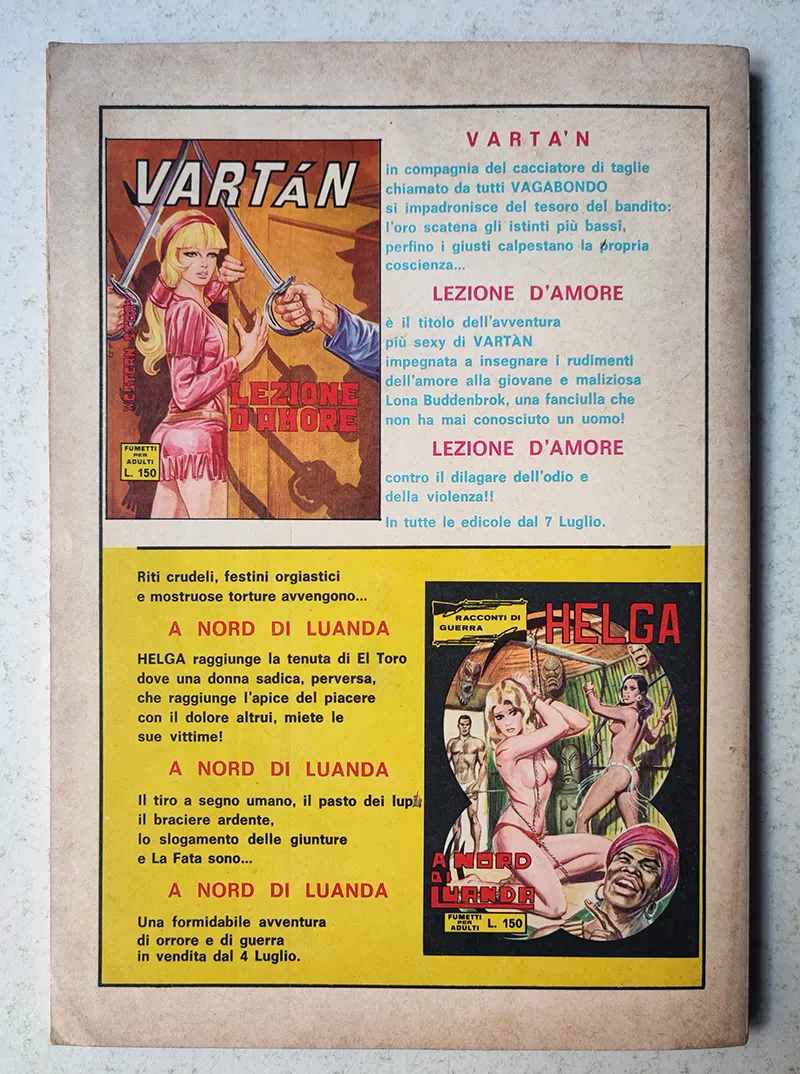 VARTÁN
WESTERN STORY
LEZIONE
D'AMORE
FUMETTI
PER
ADULTI
L. 150
VARTA'N
in compagnia del cacciatore di taglie
chiamato da tutti VAGABONDO
si impadronisce del tesoro del bandito:
l'oro scatena gli istinti più bassi,
perfino i giusti calpestano la propria
coscienza...
LEZIONE D'AMORE
è il titolo dell'avventura
più sexy di VARTÀN
impegnata a insegnare i rudimenti
dell'amore alla giovane e maliziosa
Lona Buddenbrok, una fanciulla che
non ha mai conosciuto un uomo!
LEZIONE D'AMORE
contro il dilagare dell'odio e
della violenza!!
In tutte le edicole dal 7 Luglio.
Riti crudeli, festini orgiastici
e mostruose torture avvengono...
A NORD DI LUANDA
HELGA raggiunge la tenuta di El Toro
dove una donna sadica, perversa,
che raggiunge l'apice del piacere
con il dolore altrui, miete le
sue vittime!
A NORD DI LUANDA
Il tiro a segno umano, il pasto dei lupi
il braciere ardente,
lo slogamento delle giunture
e La Fata sono...
A NORD DI LUANDA
Una formidabile avventura
di orrore e di guerra
in vendita dal 4 Luglio.
RACCONTI DI
GUERRA
HELGA
A NORD
DI
LUANDA
FUMETTI
PER
ADULTI
L. 150